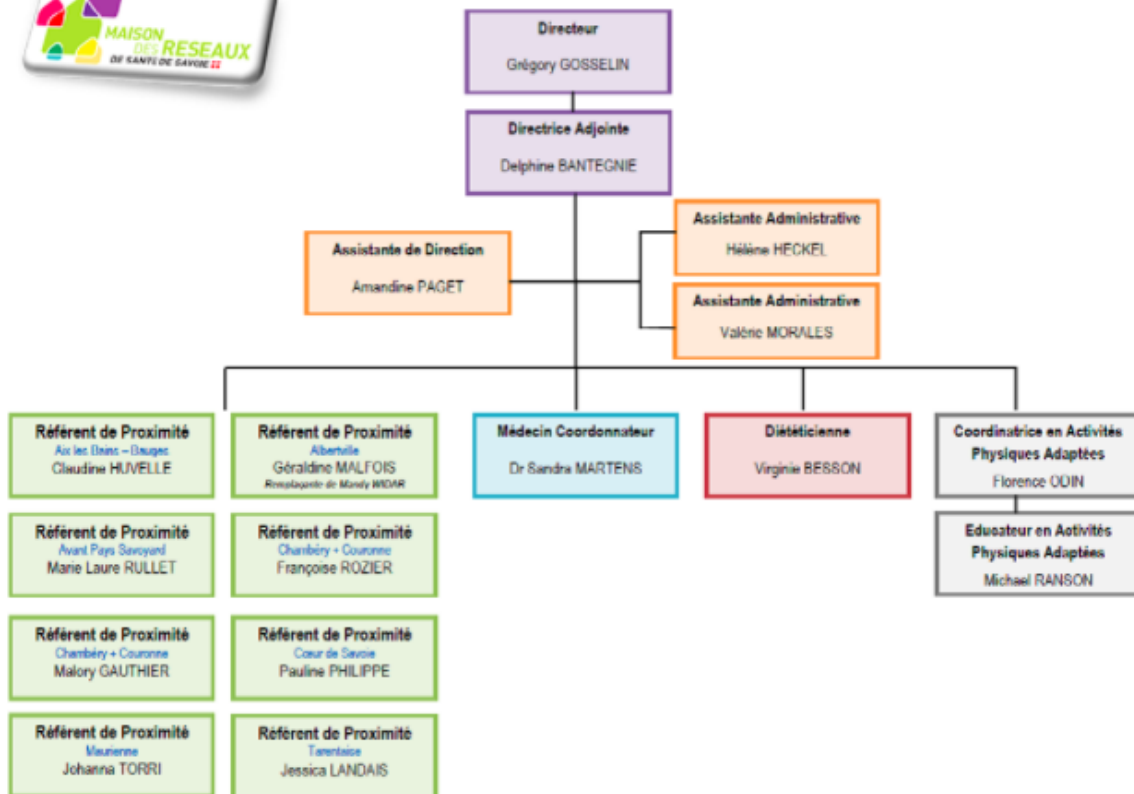 MAISON
DES RESEAUX
DE SANTE DE SAVOIE
Directeur
Grégory GOSSELIN
Directrice Adjointe
Delphine BANTEGNIE
Assistante de Direction
Amandine PAGET
Assistante Administrative
Hélène HECKEL
Assistante Administrative
Valérie MORALES
Référent de Proximité
Aix les Bains – Bauges
Claudine HUVELLE
Référent de Proximité
Albertville
Géraldine MALFOIS
Remplaçante de Mandy WIDAR
Référent de Proximité
Avant Pays Savoyard
Marie Laure RULLET
Référent de Proximité
Chambéry + Couronne
Françoise ROZIER
Référent de Proximité
Chambéry + Couronne
Malory GAUTHIER
Référent de Proximité
Cœur de Savoie
Pauline PHILIPPE
Référent de Proximité
Maurienne
Johanna TORRI
Référent de Proximité
Tarentaise
Jessica LANDAIS
Médecin Coordonnateur
Dr Sandra MARTENS
Diététicienne
Virginie BESSON
Coordinatrice en Activités
Physiques Adaptées
Florence ODIN
Educateur en Activités
Physiques Adaptées
Michael RANSON